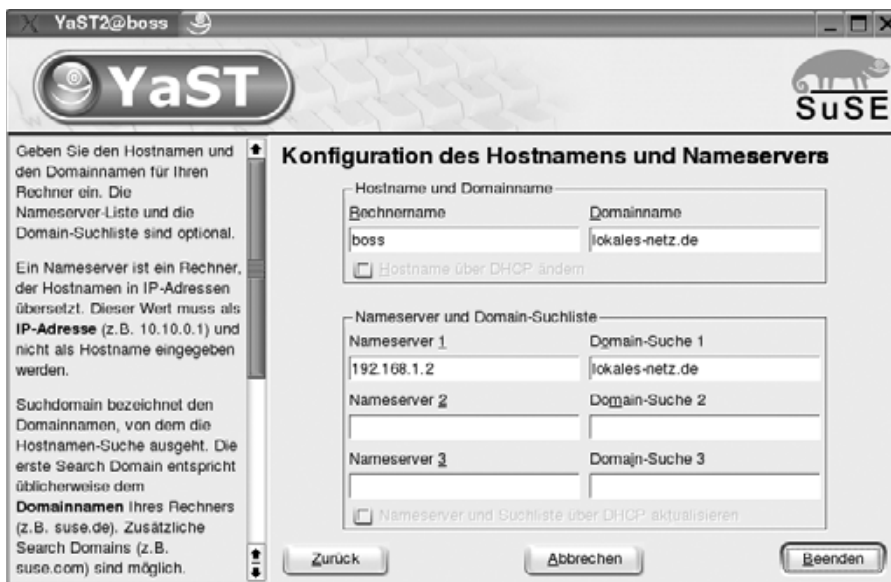 YaST2@boss
YaST
SuSE
Geben Sie den Hostnamen und
den Domainnamen für Ihren
Rechner ein. Die
Nameserver-Liste und die
Domain-Suchliste sind optional.
Ein Nameserver ist ein Rechner,
der Hostnamen in IP-Adressen
übersetzt. Dieser Wert muss als
IP-Adresse (z.B. 10.10.0.1) und
nicht als Hostname eingegeben
werden.
Suchdomain bezeichnet den
Domainnamen, von dem die
Hostnamen-Suche ausgeht. Die
erste Search Domain entspricht
üblicherweise dem
Domainnamen Ihres Rechners
(z.B. suse.de). Zusätzliche
Search Domains (z.B.
suse.com) sind möglich.
Konfiguration des Hostnamens und Nameservers
Hostname und Domainname
Rechnername Domainname
boss lokales-netz.de
Hostname über DHCP ändern
Nameserver und Domain-Suchliste
Nameserver 1 Domain-Suche 1
192.168.1.2 lokales-netz.de
Nameserver 2 Domain-Suche 2
Nameserver 3 Domain-Suche 3
Nameserver und Suchliste über DHCP aktualisieren
Zurück Abbrechen Beenden